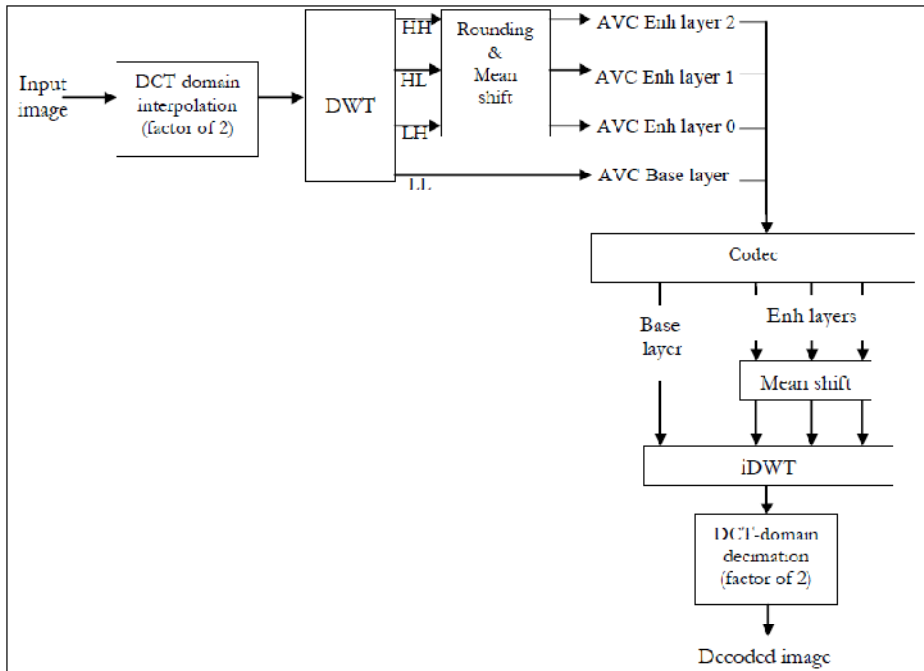 Input
image
DCT domain
interpolation
(factor of 2)
DWT
HH
HL
LH
LL
Rounding
&
Mean
shift
AVC Enh layer 2
AVC Enh layer 1
AVC Enh layer 0
AVC Base layer
Codec
Base
layer
Enh layers
Mean shift
iDWT
DCT-domain
decimation
(factor of 2)
Decoded image